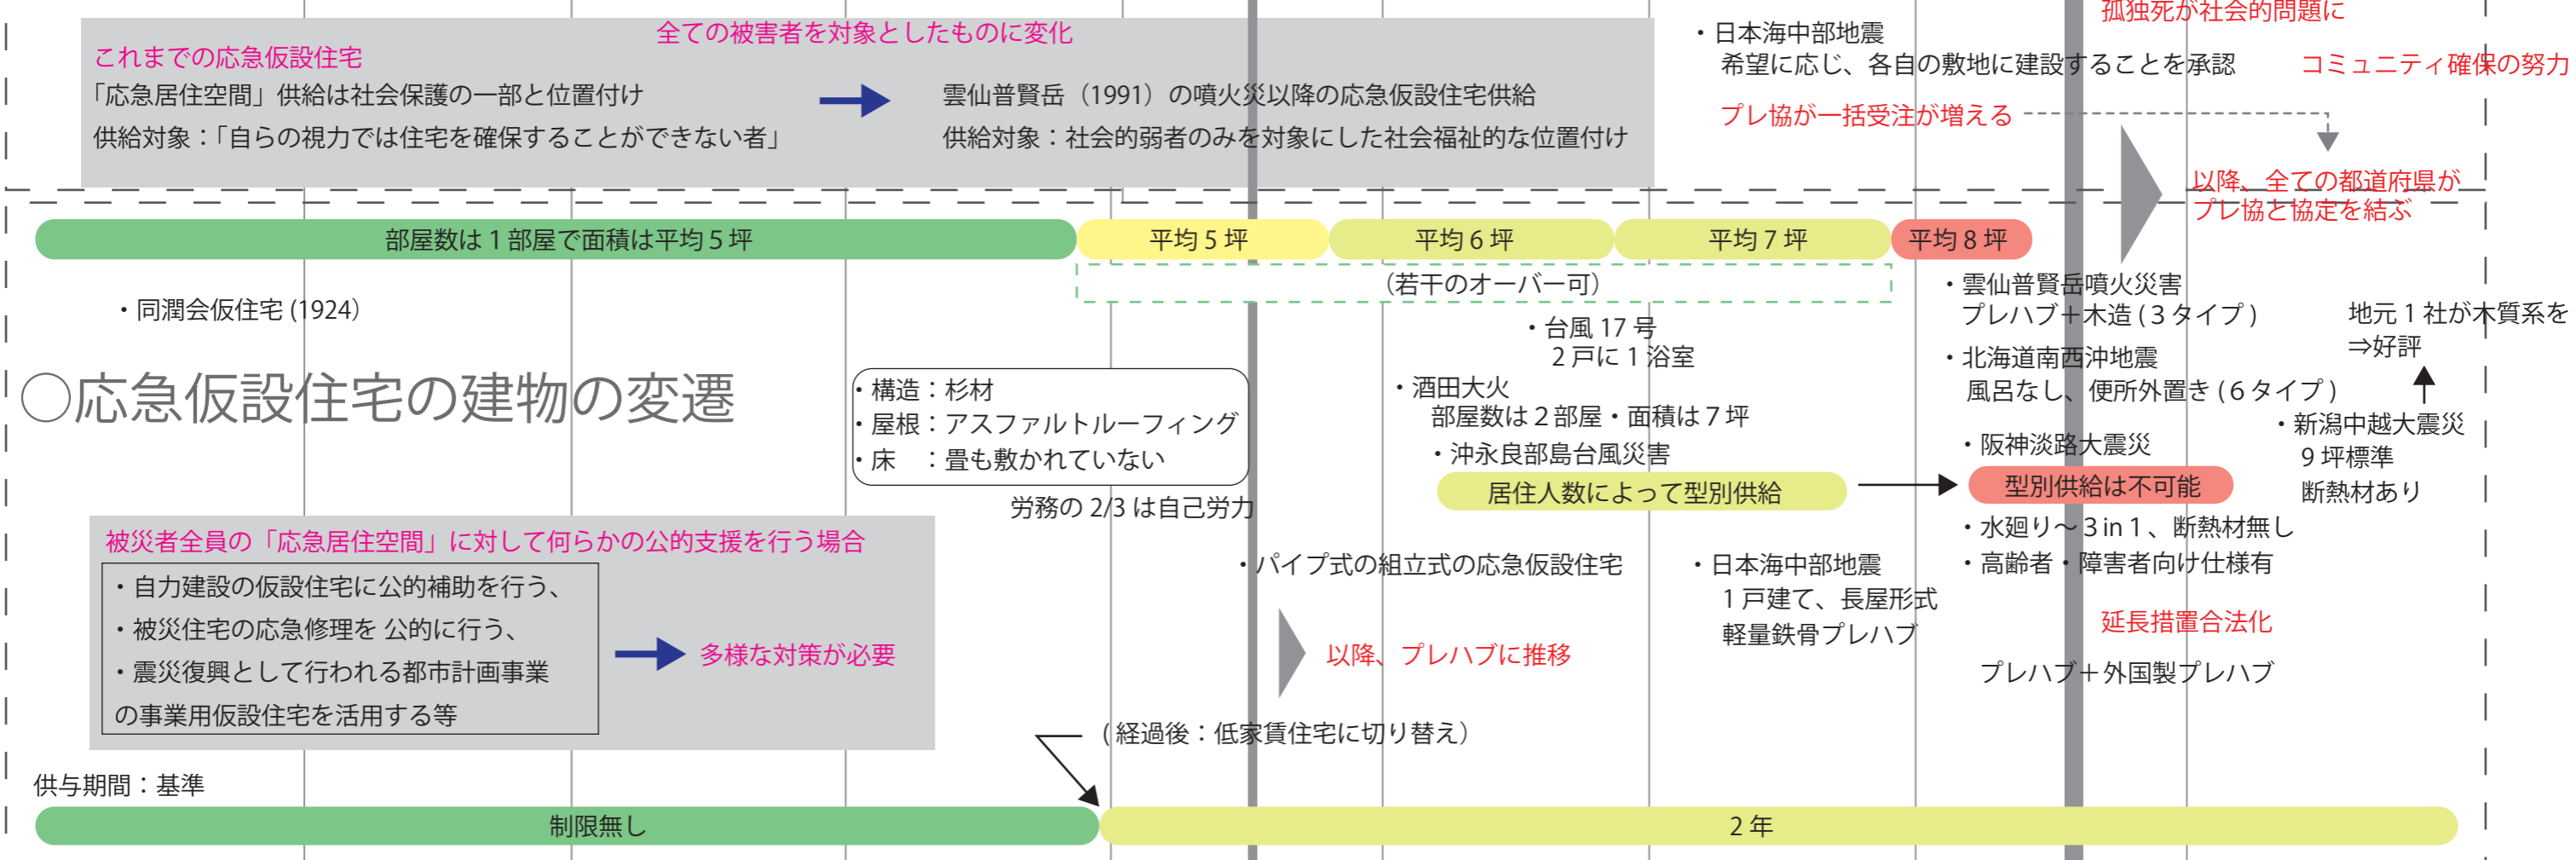 全ての被害者を対象としたものに変化
これまでの応急仮設住宅
「応急居住空間」供給は社会保護の一部と位置付け
供給対象：「自らの視力では住宅を確保することができない者」
雲仙普賢岳（1991）の噴火災以降の応急仮設住宅供給
供給対象：社会的弱者のみを対象にした社会福祉的な位置付け
・日本海中部地震
希望に応じ、各自の敷地に建設することを承認
プレ協が一括受注が増える
孤独死が社会的問題に
コミュニティ確保の努力
以降、全ての都道府県が
プレ協と協定を結ぶ
部屋数は 1 部屋で面積は平均 5 坪
平均 5 坪
平均 6 坪
平均 7 坪
平均 8 坪
（若干のオーバー可）
・同潤会仮住宅 (1924）
〇応急仮設住宅の建物の変遷
・構造：杉材
・屋根：アスファルトルーフィング
・床　：畳も敷かれていない
労務の 2/3 は自己労力
・台風 17 号
2 戸に 1 浴室
・酒田大火
部屋数は 2 部屋・面積は 7 坪
・沖永良部島台風災害
居住人数によって型別供給
・雲仙普賢岳噴火災害
プレハブ＋木造 ( 3 タイプ )
・北海道南西沖地震
風呂なし、便所外置き ( 6 タイプ )
・阪神淡路大震災
型別供給は不可能
・水廻り～ 3 in 1 、断熱材無し
・高齢者・障害者向け仕様有
地元 1 社が木質系を
⇒好評
・新潟中越大震災
9 坪標準
断熱材あり
被災者全員の「応急居住空間」に対して何らかの公的支援を行う場合
・自力建設の仮設住宅に公的補助を行う、
・被災住宅の応急修理を 公的に行う、
・震災復興として行われる都市計画事業
の事業用仮設住宅を活用する等
多様な対策が必要
・パイプ式の組立式の応急仮設住宅
以降、プレハブに推移
・日本海中部地震
1 戸建て、長屋形式
軽量鉄骨プレハブ
延長措置合法化
プレハブ＋外国製プレハブ
( 経過後：低家賃住宅に切り替え）
供与期間：基準
制限無し
2 年